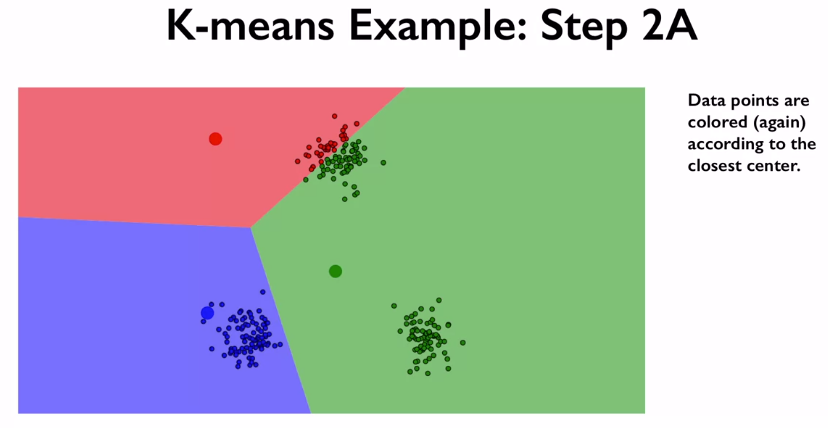 K-means Example: Step 2A
Data points are
colored (again)
according to the
closest center.